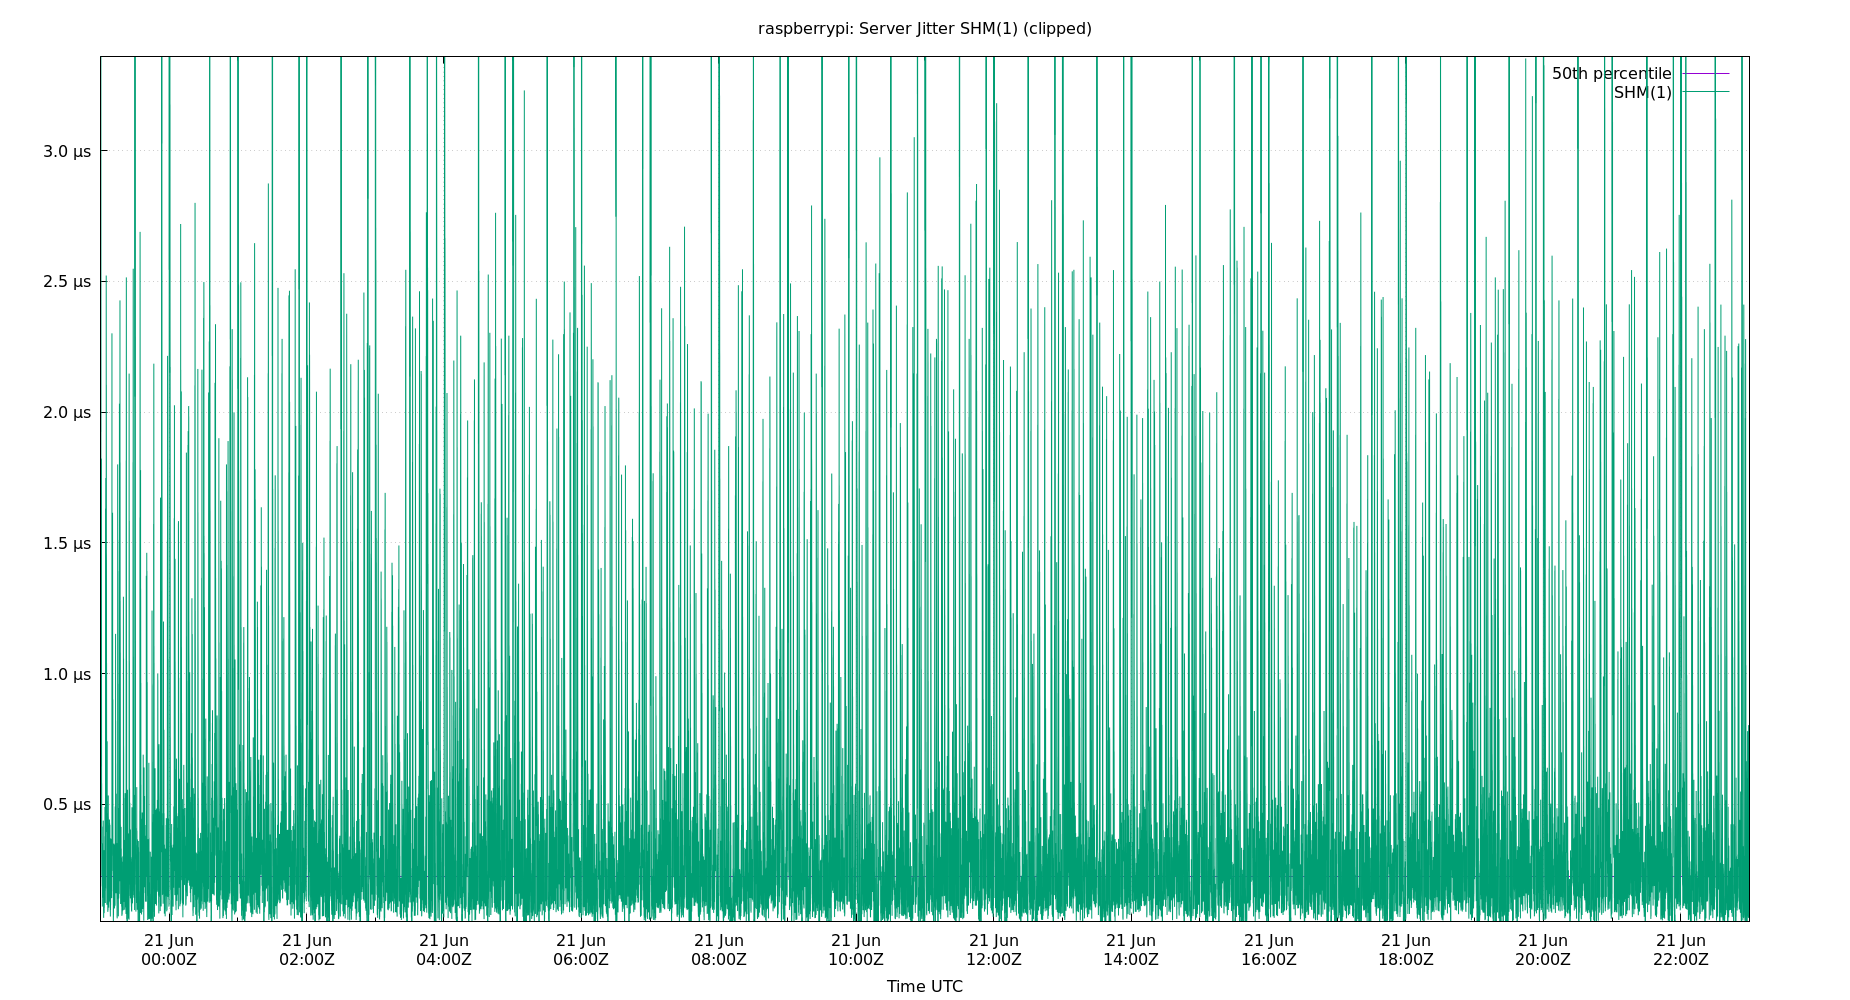 raspberrypi: Server Jitter SHM(1) (clipped)
50th percentile
SHM(1)
3.0 µs
2.5 µs
2.0 µs
1.5 µs
1.0 µs
0.5 µs
21 Jun 21 Jun 21 Jun 21 Jun 21 Jun 21 Jun 21 Jun 21 Jun 21 Jun 21 Jun 21 Jun 21 Jun
00:00Z 02:00Z 04:00Z 06:00Z 08:00Z 10:00Z 12:00Z 14:00Z 16:00Z 18:00Z 20:00Z 22:00Z
Time UTC